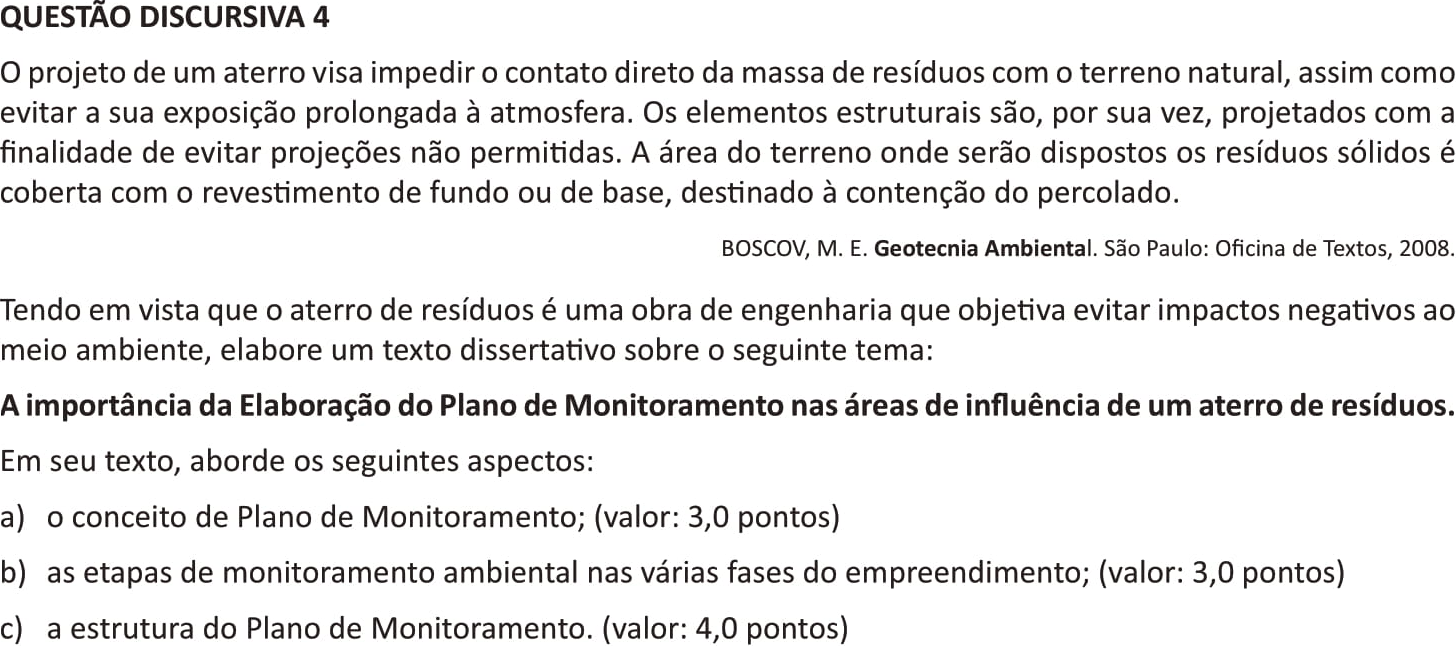 QUESTÃO DISCURSIVA 4
O projeto de um aterro visa impedir o contato direto da massa de resíduos com o terreno natural, assim como
evitar a sua exposição prolongada à atmosfera. Os elementos estruturais são, por sua vez, projetados com a
finalidade de evitar projeções não permitidas. A área do terreno onde serão dispostos os resíduos sólidos é
coberta com o revestimento de fundo ou de base, destinado à contenção do percolado.
BOSCOV, M. E. Geotecnia Ambiental. São Paulo: Oficina de Textos, 2008.
Tendo em vista que o aterro de resíduos é uma obra de engenharia que objetiva evitar impactos negativos ao
meio ambiente, elabore um texto dissertativo sobre o seguinte tema:
A importância da Elaboração do Plano de Monitoramento nas áreas de influência de um aterro de resíduos.
Em seu texto, aborde os seguintes aspectos:
a) o conceito de Plano de Monitoramento; (valor: 3,0 pontos)
b) as etapas de monitoramento ambiental nas várias fases do empreendimento; (valor: 3,0 pontos)
c) a estrutura do Plano de Monitoramento. (valor: 4,0 pontos)